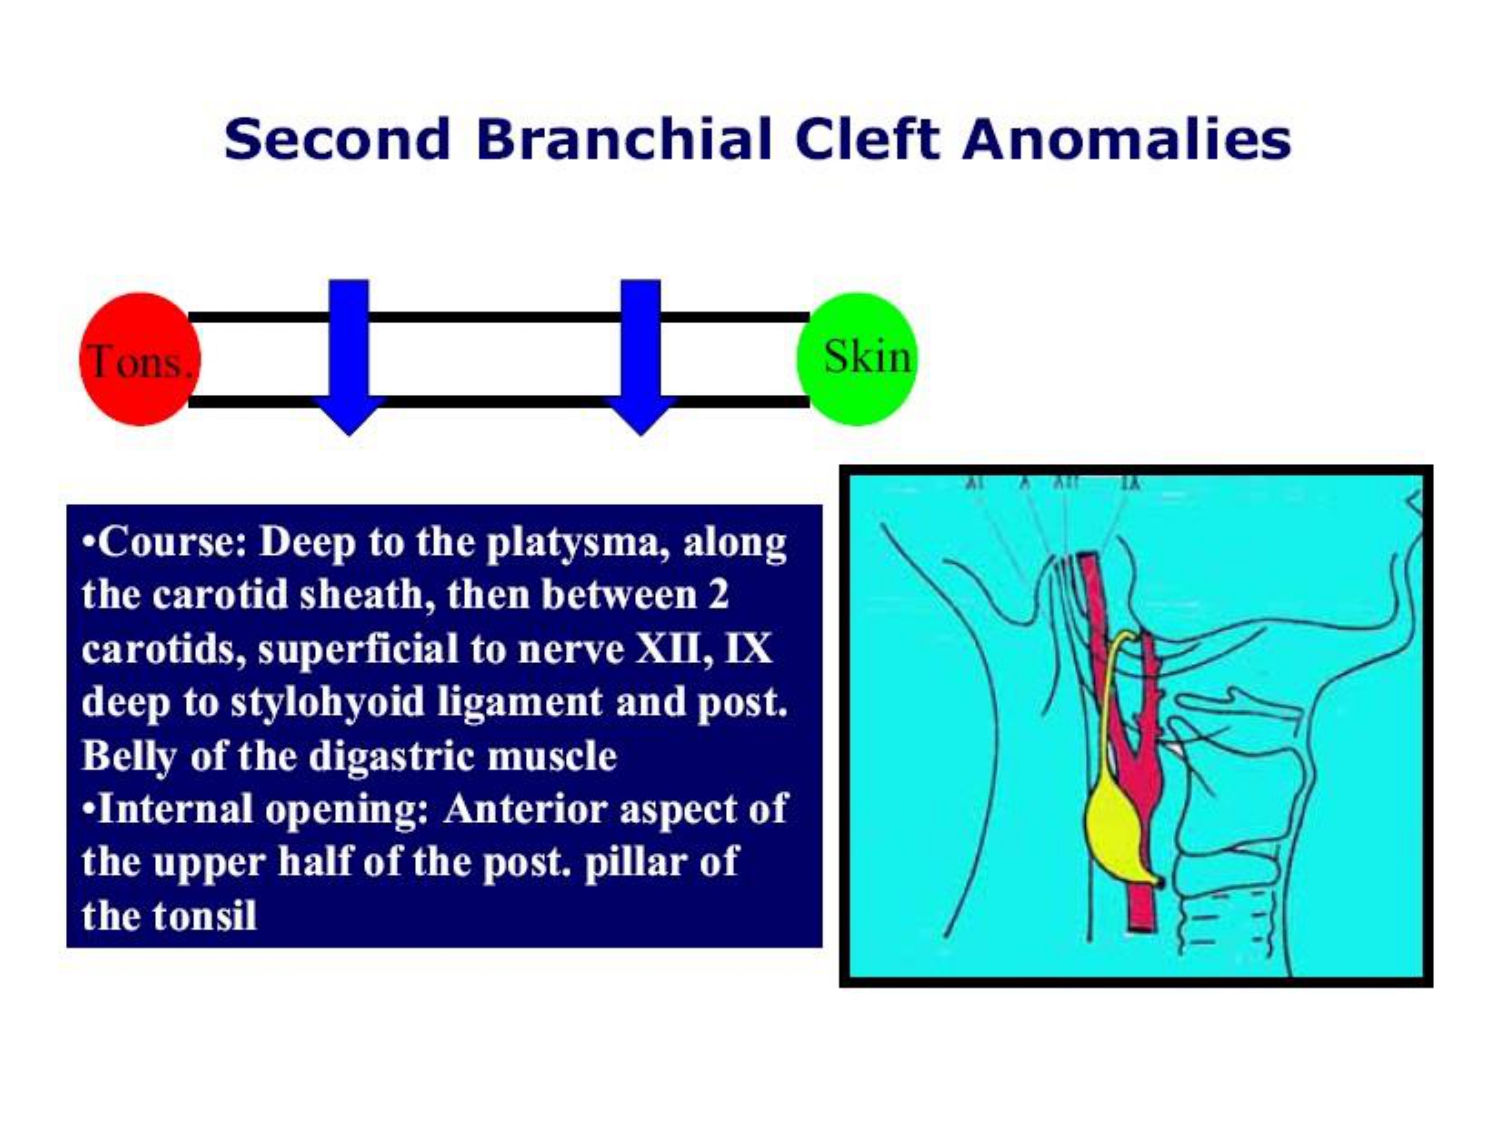 Second Branchial Cleft Anomalies
Tons.
Skin
•Course: Deep to the platysma, along
the carotid sheath, then between 2
carotids, superficial to nerve XII, IX
deep to stylohyoid ligament and post.
Belly of the digastric muscle
•Internal opening: Anterior aspect of
the upper half of the post. pillar of
the tonsil
XI X XII IX